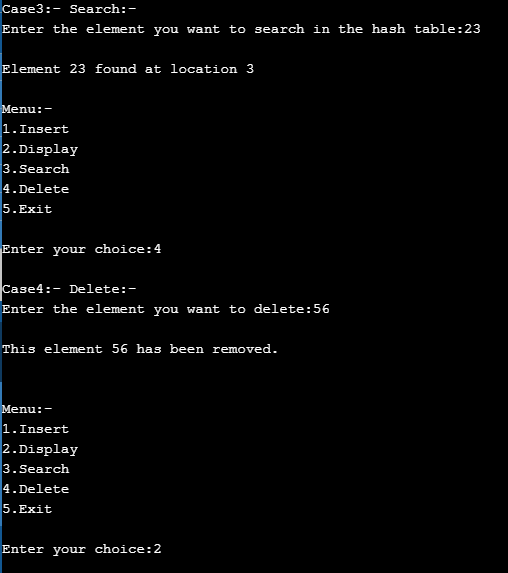 Case3:- Search:-
Enter the element you want to search in the hash table:23
Element 23 found at location 3
Menu:-
1.Insert
2.Display
3.Search
4.Delete
5.Exit
Enter your choice:4
Case4:- Delete:-
Enter the element you want to delete:56
This element 56 has been removed.
Menu:-
1.Insert
2.Display
3.Search
4.Delete
5.Exit
Enter your choice:2